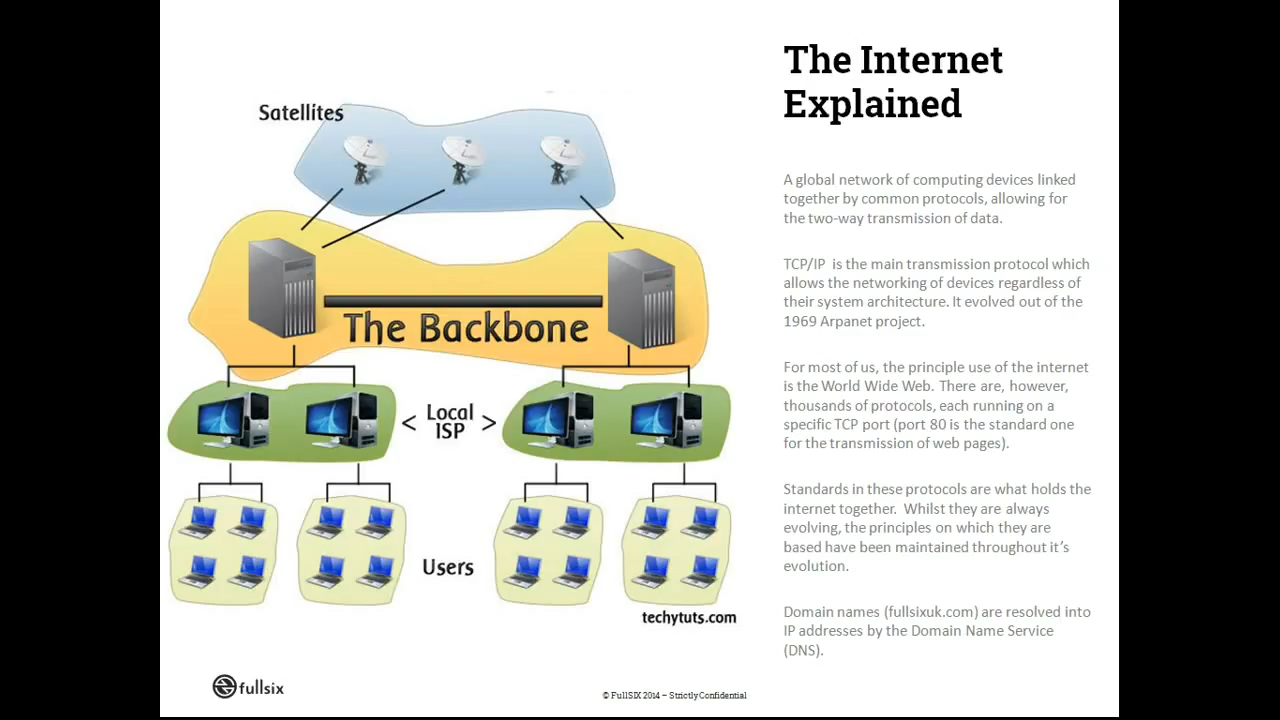 The Internet
Explained
Satellites
The Backbone
< Local
ISP >
Users
techytuts.com
A global network of computing devices linked
together by common protocols, allowing for
the two-way transmission of data.
TCP/IP is the main transmission protocol which
allows the networking of devices regardless of
their system architecture. It evolved out of the
1969 Arpanet project.
For most of us, the principle use of the internet
is the World Wide Web. There are, however,
thousands of protocols, each running on a
specific TCP port (port 80 is the standard one
for the transmission of web pages).
Standards in these protocols are what holds the
internet together. Whilst they are always
evolving, the principles on which they are
based have been maintained throughout it’s
evolution.
Domain names (fullsixuk.com) are resolved into
IP addresses by the Domain Name Service
(DNS).
fullsix
© FullSIX 2014 – Strictly Confidential